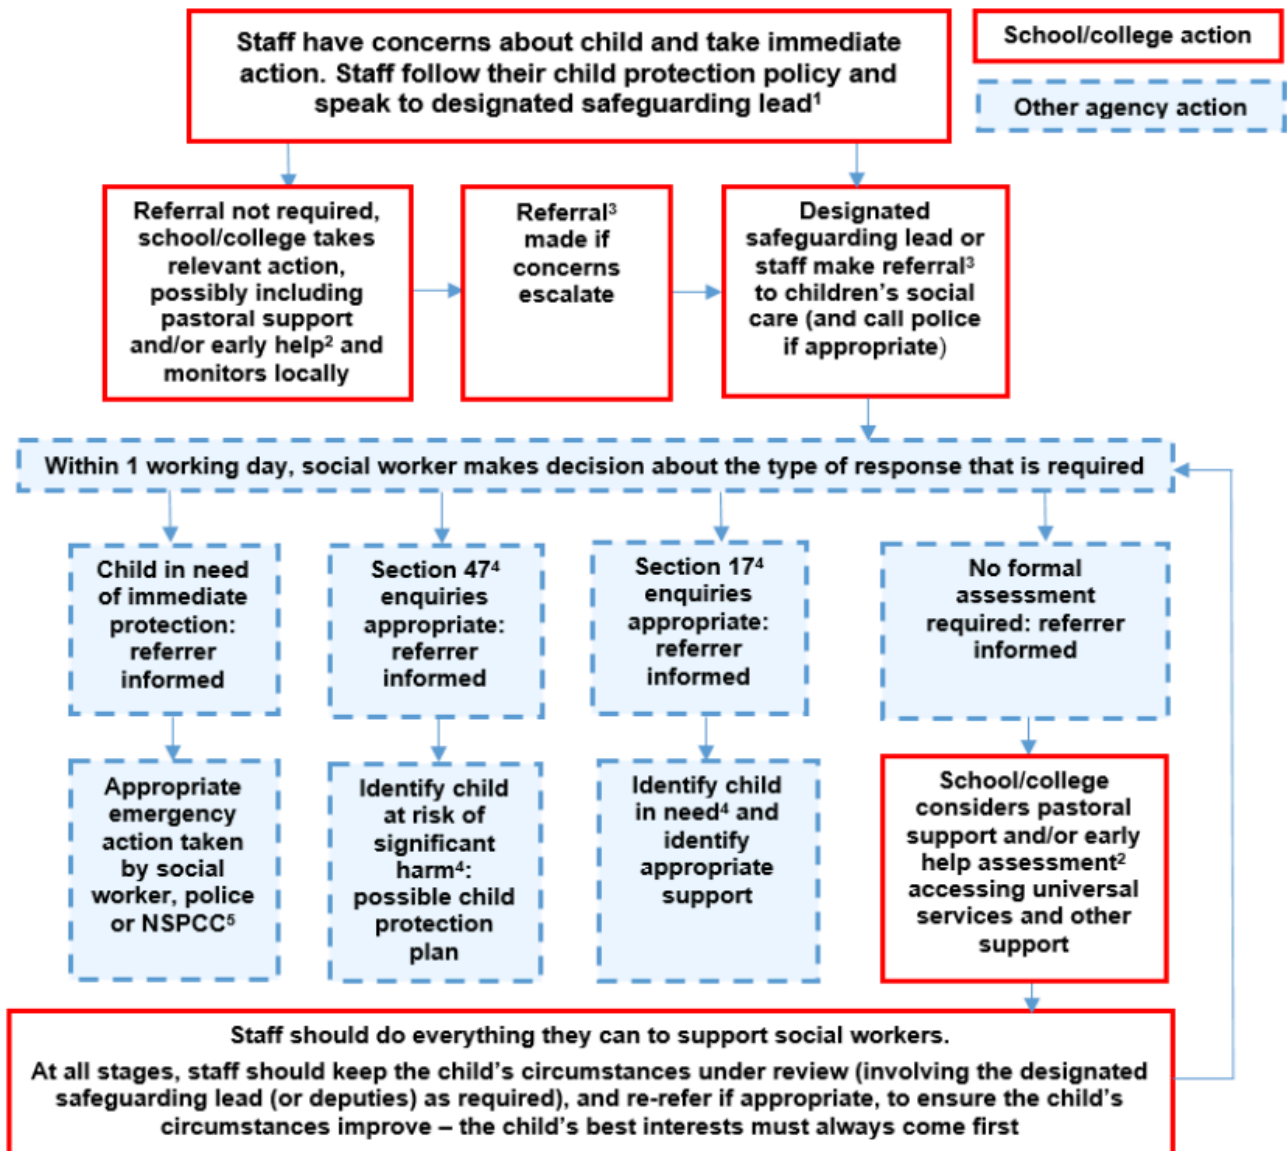 Staff have concerns about child and take immediate
action. Staff follow their child protection policy and
speak to designated safeguarding lead¹
School/college action
Other agency action
Referral not required,
school/college takes
relevant action,
possibly including
pastoral support
and/or early help² and
monitors locally
Referral³
made if
concerns
escalate
Designated
safeguarding lead or
staff make referral³
to children's social
care (and call police
if appropriate)
Within 1 working day, social worker makes decision about the type of response that is required
Child in need
of immediate
protection:
referrer
informed
Section 47⁴
enquiries
appropriate:
referrer
informed
Section 17⁴
enquiries
appropriate:
referrer
informed
No formal
assessment
required: referrer
informed
Appropriate
emergency
action taken
by social
worker, police
or NSPCC⁵
Identify child
at risk of
significant
harm⁴:
possible child
protection
plan
Identify child
in need⁴ and
identify
appropriate
support
School/college
considers pastoral
support and/or early
help assessment²
accessing universal
services and other
support
Staff should do everything they can to support social workers.
At all stages, staff should keep the child's circumstances under review (involving the designated
safeguarding lead (or deputies) as required), and re-refer if appropriate, to ensure the child's
circumstances improve – the child's best interests must always come first